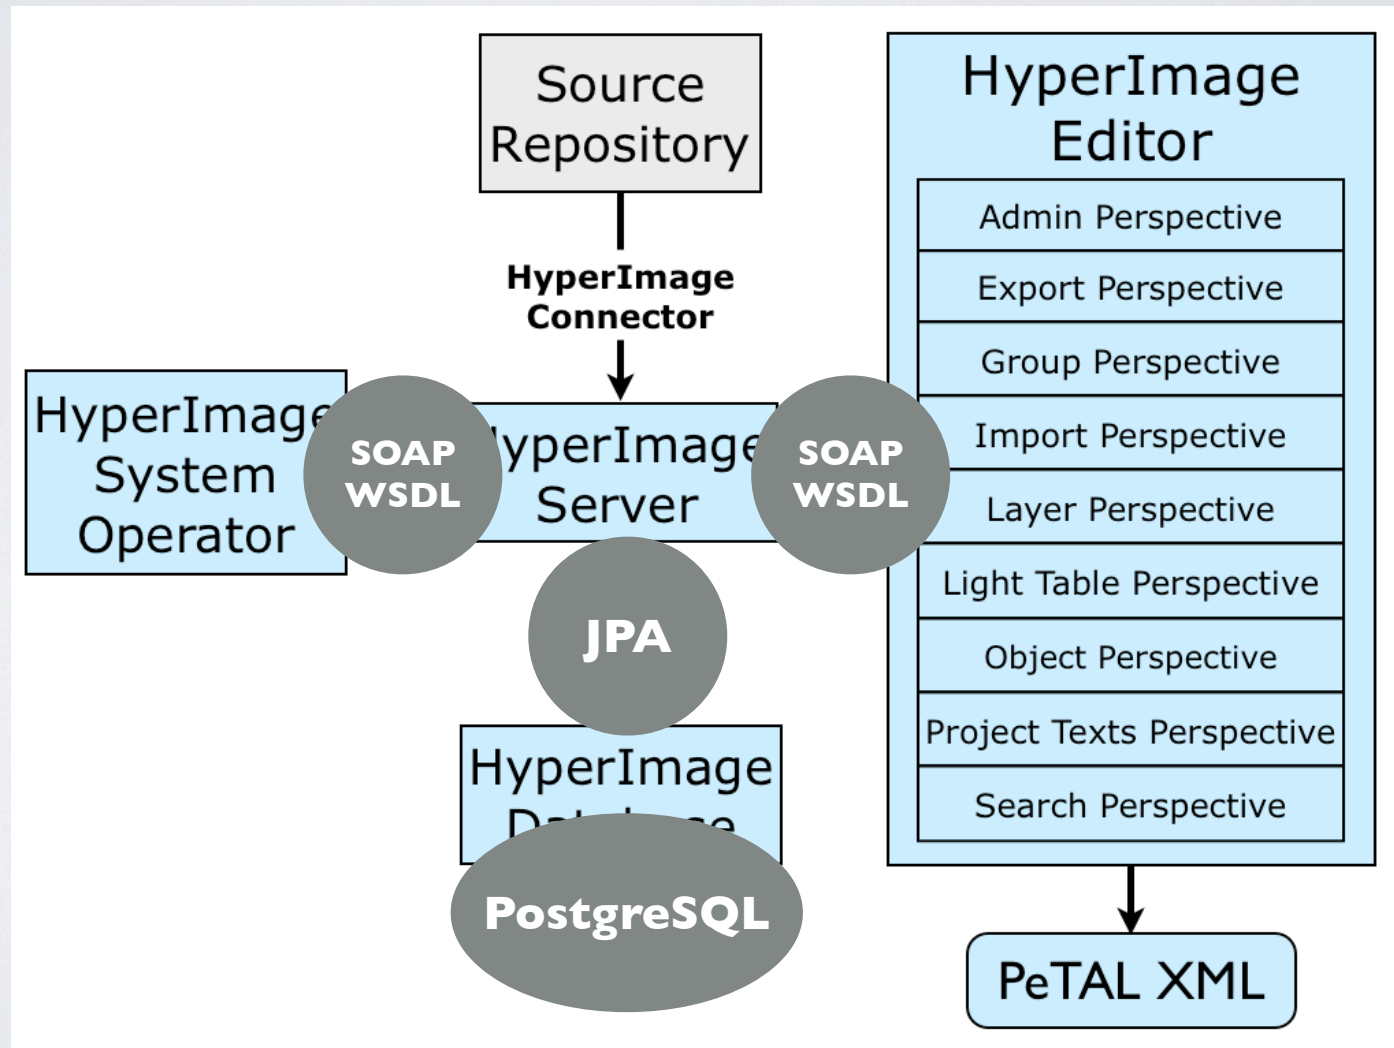 Source
Repository
HyperImage
Connector
HyperImage
Editor
Admin Perspective
Export Perspective
Group Perspective
Import Perspective
Layer Perspective
Light Table Perspective
Object Perspective
Project Texts Perspective
Search Perspective
HyperImage
System
Operator
SOAP
WSDL
HyperImage
Server
SOAP
WSDL
JPA
HyperImage
Database
PostgreSQL
PeTAL XML